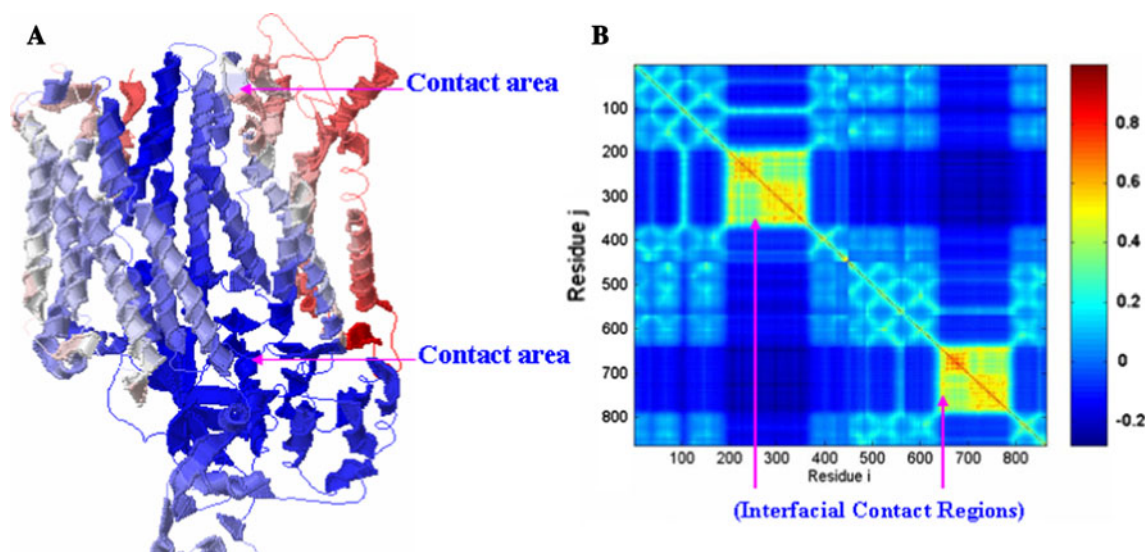 A
Contact area
Contact area
B
100
200
300
400
500
600
700
800
Residue j
100 200 300 400 500 600 700 800
Residue i
0.8
0.6
0.4
0.2
0
-0.2
(Interfacial Contact Regions)